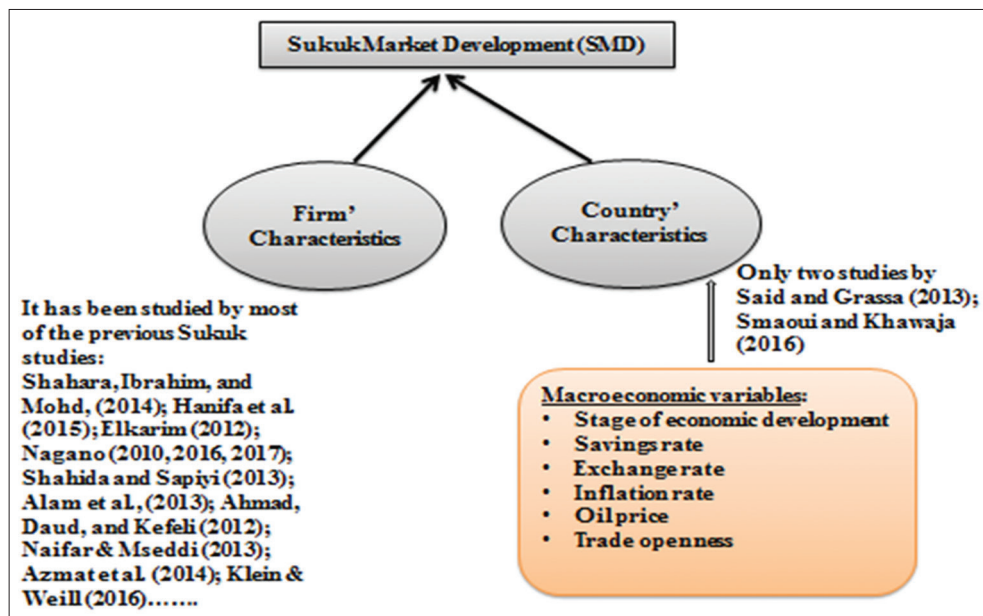 Sukuk Market Development (SMD)
Firm'
Characteristics
Country'
Characteristics
Only two studies by
Said and Grassa (2013);
Smaoui and Khawaja
(2016)
It has been studied by most
of the previous Sukuk
studies:
Shahara, Ibrahim, and
Mohd, (2014); Hanifa et al.
(2015); Elkarim (2012);
Nagano (2010, 2016, 2017);
Shahida and Sapiyi (2013);
Alam et al., (2013); Ahmad,
Daud, and Kefeli (2012);
Naifar & Mseddi (2013);
Azmat et al. (2014); Klein &
Weill (2016).......
Macroeconomic variables:
• Stage of economic development
• Savings rate
• Exchange rate
• Inflation rate
• Oil price
• Trade openness